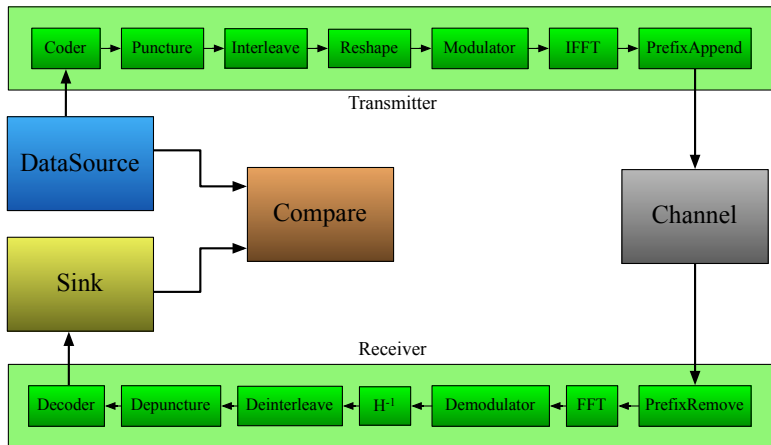 Coder
Puncture
Interleave
Reshape
Modulator
IFFT
PrefixAppend
Transmitter
DataSource
Compare
Channel
Sink
Receiver
Decoder
Depuncture
Deinterleave
H⁻¹
Demodulator
FFT
PrefixRemove